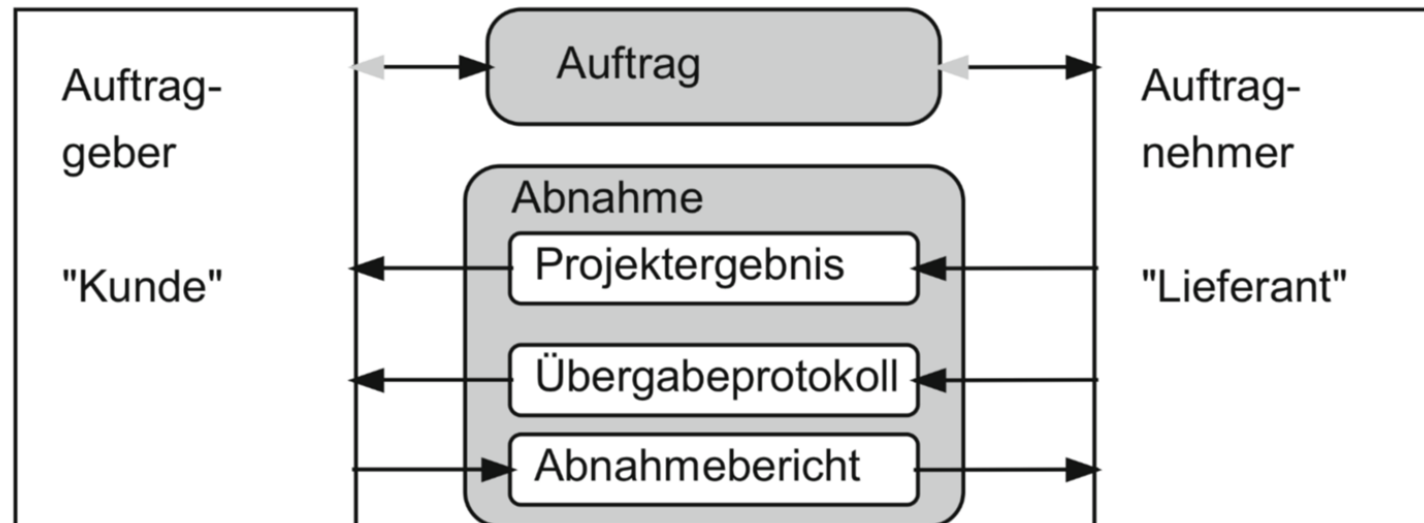 Auftrag-
geber
"Kunde"
Auftrag
Abnahme
Projektergebnis
Übergabeprotokoll
Abnahmebericht
Auftrag-
nehmer
"Lieferant"